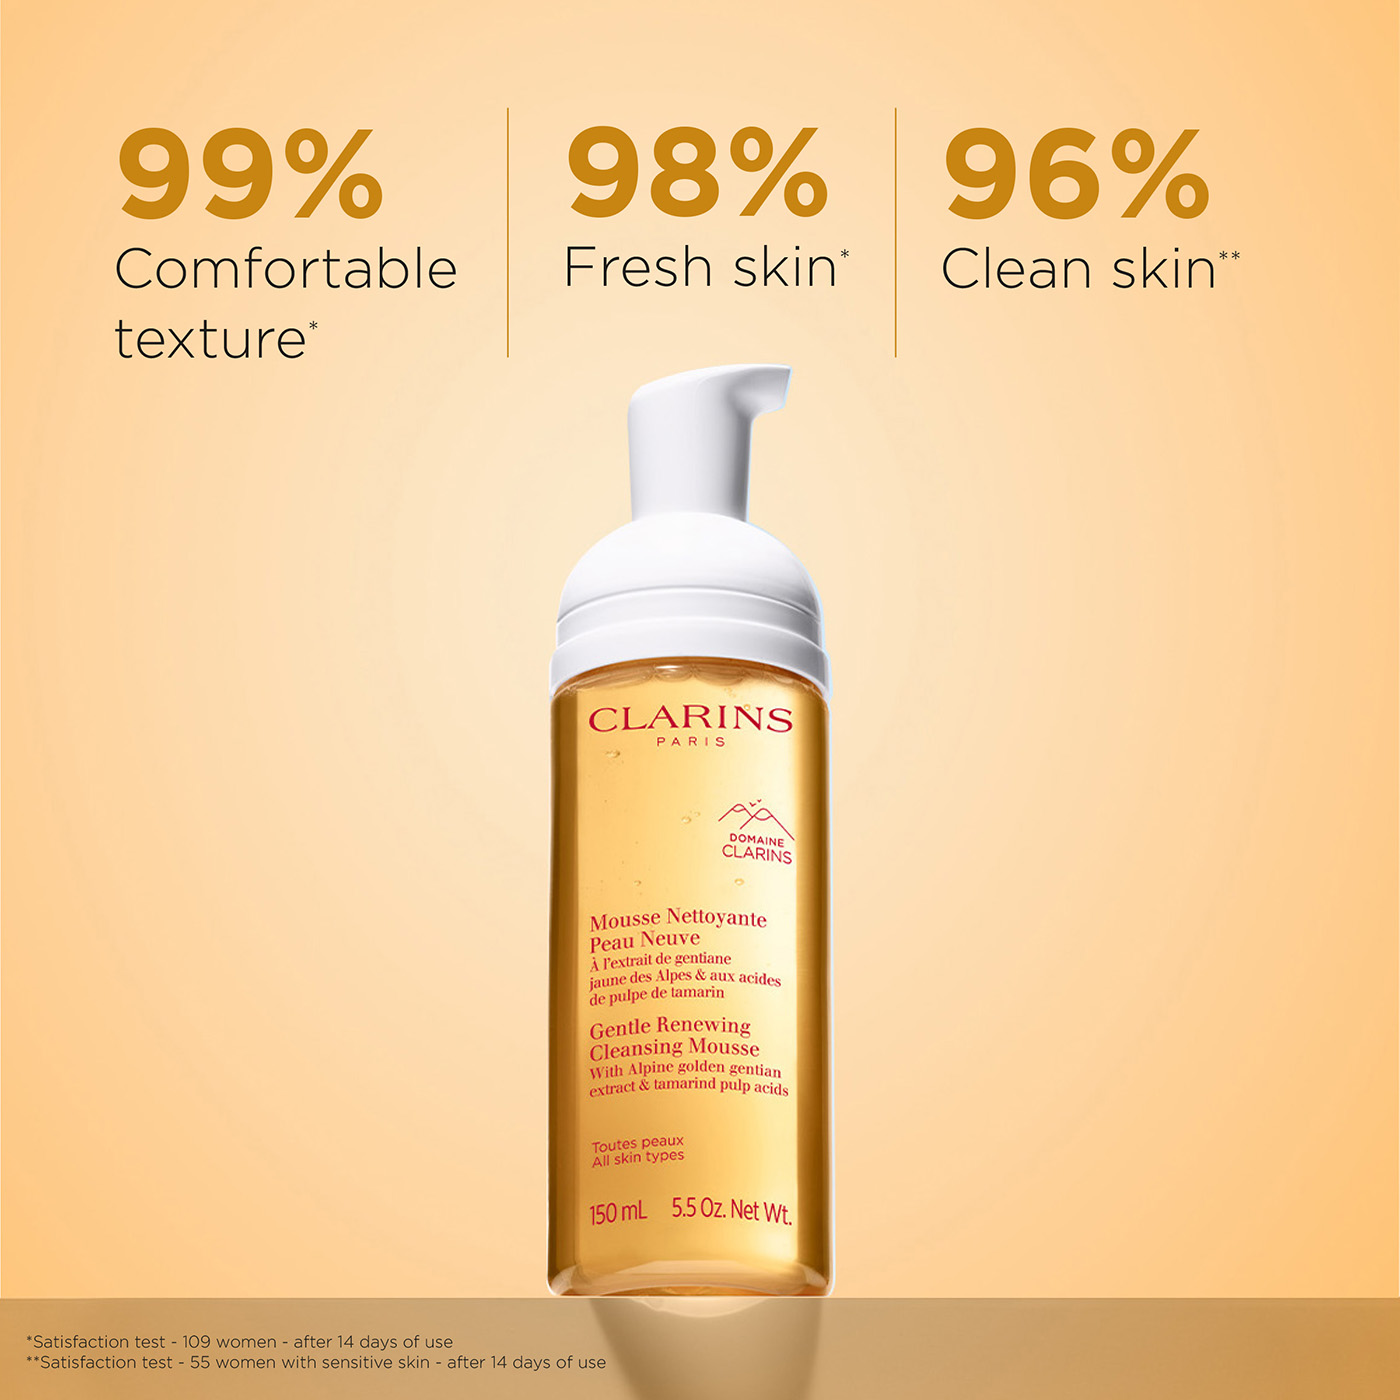 99%
Comfortable
texture*
98%
Fresh skin*
96%
Clean skin**
CLARINS
PARIS
DOMAINE
CLARINS
Mousse Nettoyante
Peau Neuve
À l'extrait de gentiane
jaune des Alpes & aux acides
de pulpe de tamarin
Gentle Renewing
Cleansing Mousse
With Alpine golden gentian
extract & tamarind pulp acids
Toutes peaux
All skin types
150 mL 5.5 Oz. Net Wt.
*Satisfaction test - 109 women - after 14 days of use
**Satisfaction test - 55 women with sensitive skin - after 14 days of use